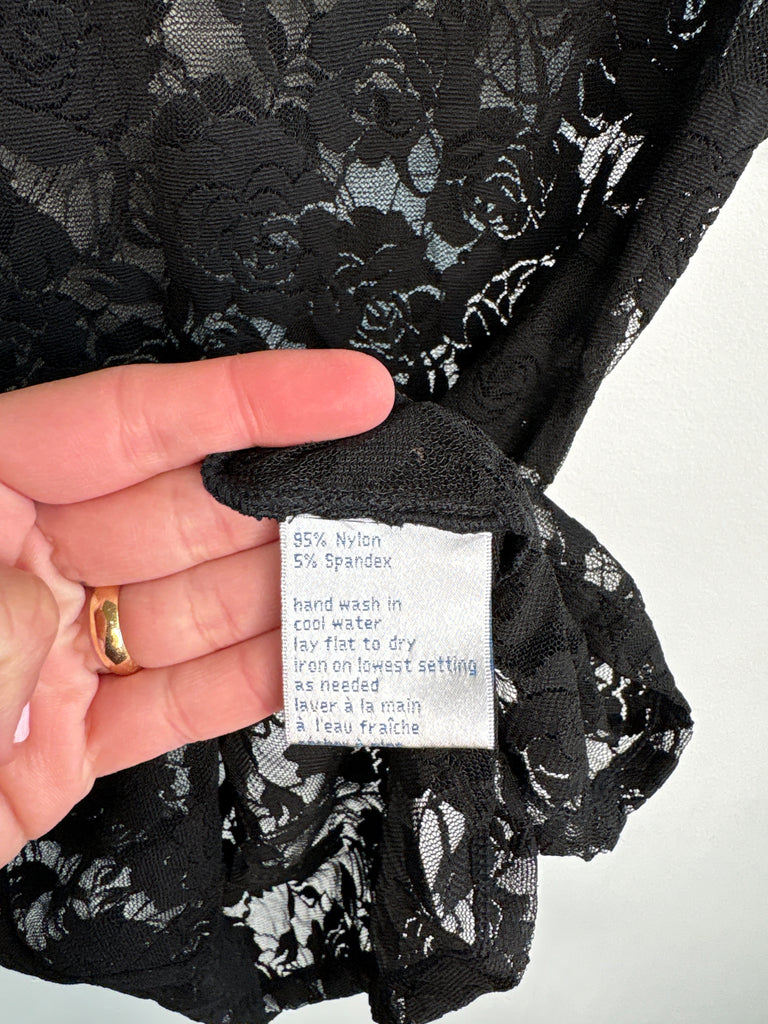 95% Nylon
5% Spandex
hand wash in
cool water
lay flat to dry
iron on lowest setting
as needed
laver à la main
à l'eau fraîche